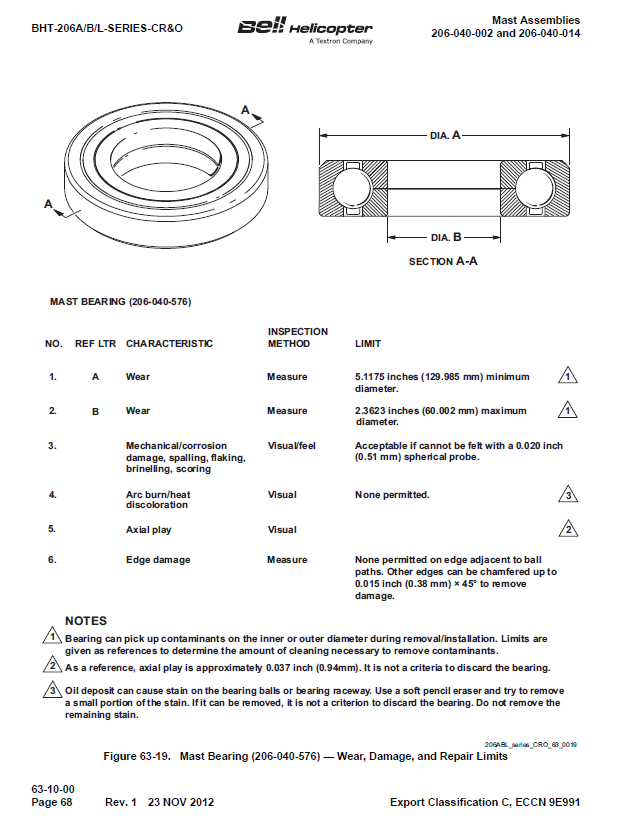 BHT-206A/B/L-SERIES-CR&O
Bell Helicopter
A Textron Company
Mast Assemblies
206-040-002 and 206-040-014
A
A
DIA. A
DIA. B
SECTION A-A
MAST BEARING (206-040-576)
NO. REF LTR CHARACTERISTIC INSPECTION METHOD LIMIT
1. A Wear Measure 5.1175 inches (129.985 mm) minimum 1
diameter.
2. B Wear Measure 2.3623 inches (60.002 mm) maximum 1
diameter.
3. Mechanical/corrosion Visual/feel Acceptable if cannot be felt with a 0.020 inch
damage, spalling, flaking, (0.51 mm) spherical probe.
brinelling, scoring
4. Arc burn/heat Visual None permitted. 3
discoloration
5. Axial play Visual 2
6. Edge damage Measure None permitted on edge adjacent to ball
paths. Other edges can be chamfered up to
0.015 inch (0.38 mm) × 45° to remove
damage.
NOTES
1 Bearing can pick up contaminants on the inner or outer diameter during removal/installation. Limits are
given as references to determine the amount of cleaning necessary to remove contaminants.
2 As a reference, axial play is approximately 0.037 inch (0.94mm). It is not a criteria to discard the bearing.
3 Oil deposit can cause stain on the bearing balls or bearing raceway. Use a soft pencil eraser and try to remove
a small portion of the stain. If it can be removed, it is not a criterion to discard the bearing. Do not remove the
remaining stain.
206ABL_series_CRO_63_0019
Figure 63-19. Mast Bearing (206-040-576) — Wear, Damage, and Repair Limits
63-10-00
Page 68 Rev. 1 23 NOV 2012 Export Classification C, ECCN 9E991